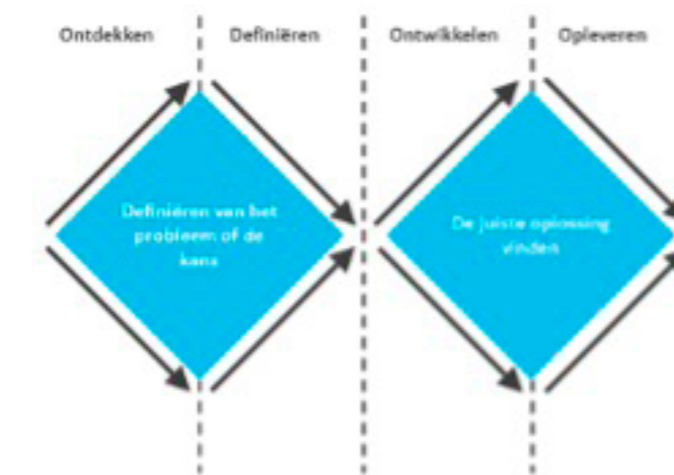 Ontdekken
Definiëren
Ontwikkelen
Opleveren
Definiëren van het
probleem of de
kans
De juiste oplossing
vinden